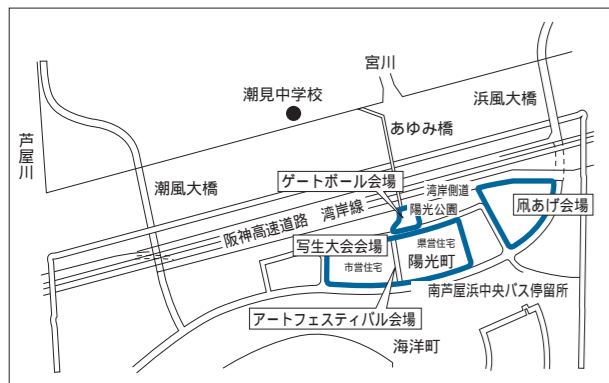 宮川
潮見中学校
浜風大橋
芦屋川
あゆみ橋
潮風大橋
ゲートボール会場
湾岸側道
陽光公園
凧あげ会場
阪神高速道路 湾岸線
写生大会会場
県営住宅
市営住宅
陽光町
南芦屋浜中央バス停留所
アートフェスティバル会場
海洋町